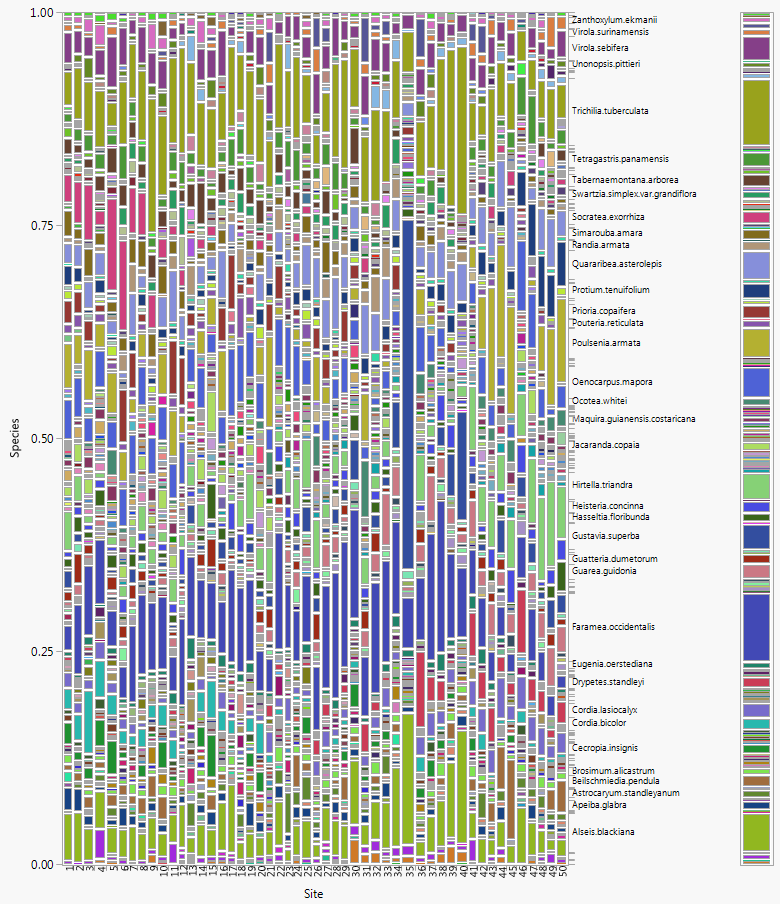 1.00
0.75
0.50
0.25
0.00
Species
Zanthoxylum.ekmanii
Virola.surinamensis
Virola.sebifera
Unonopsis.pittieri
Trichilia.tuberculata
Tetragastris.panamensis
Tabernaemontana.arborea
Swartzia.simplex.var.grandiflora
Socratea.exorrhiza
Simarouba.amara
Randia.armata
Quararibea.asterolepis
Protium.tenuifolium
Prioria.copaifera
Pouteria.reticulata
Poulsenia.armata
Oenocarpus.mapora
Ocotea.whitei
Maquira.guianensis.costaricana
Jacaranda.copaia
Hirtella.triandra
Heisteria.concinna
Hasseltia.floribunda
Gustavia.superba
Guatteria.dumetorum
Guarea.guidonia
Faramea.occidentalis
Eugenia.oerstediana
Drypetes.standleyi
Cordia.lasiocalyx
Cordia.bicolor
Cecropia.insignis
Brosimum.alicastrum
Beilschmiedia.pendula
Astrocaryum.standleyanum
Apeiba.glabra
Alseis.blackiana
1 2 3 4 5 6 7 8 9 10 11 12 13 14 15 16 17 18 19 20 21 22 23 24 25 26 27 28 29 30 31 32 33 34 35 36 37 38 39 40 41 42 43 44 45 46 47 48 49 50
Site